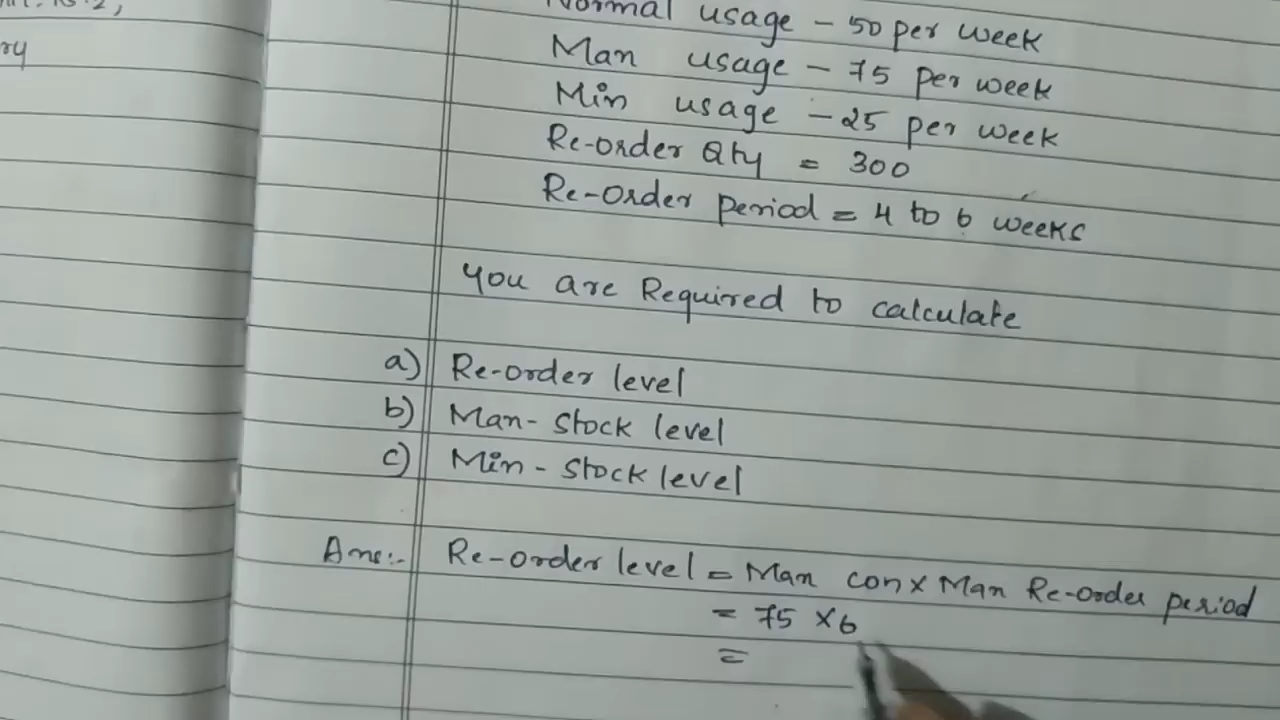 Normal usage - 50 per week
Man usage - 75 per week
Min usage - 25 per week
Re-order Qty = 300
Re-order period = 4 to 6 weeks
You are Required to calculate
a) Re-order level
b) Man-Stock level
c) Min-Stock level
Ans:- Re-order level = Man con x Man Re-order period
= 75 x 6
=